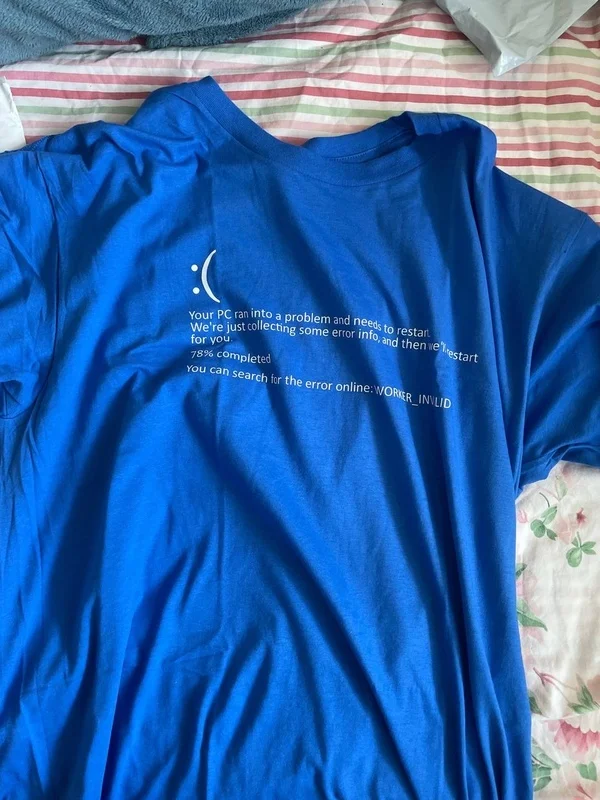 :(
Your PC ran into a problem and needs to restart.
We're just collecting some error info, and then we'll restart
for you.
78% completed
You can search for the error online: WORKER_INVLID